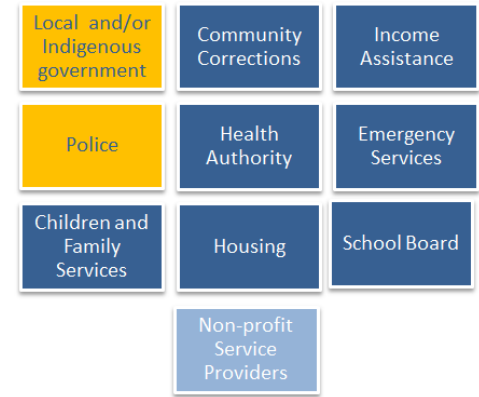 Local and/or
Indigenous
government
Community
Corrections
Income
Assistance
Police
Health
Authority
Emergency
Services
Children and
Family
Services
Housing
School Board
Non-profit
Service
Providers